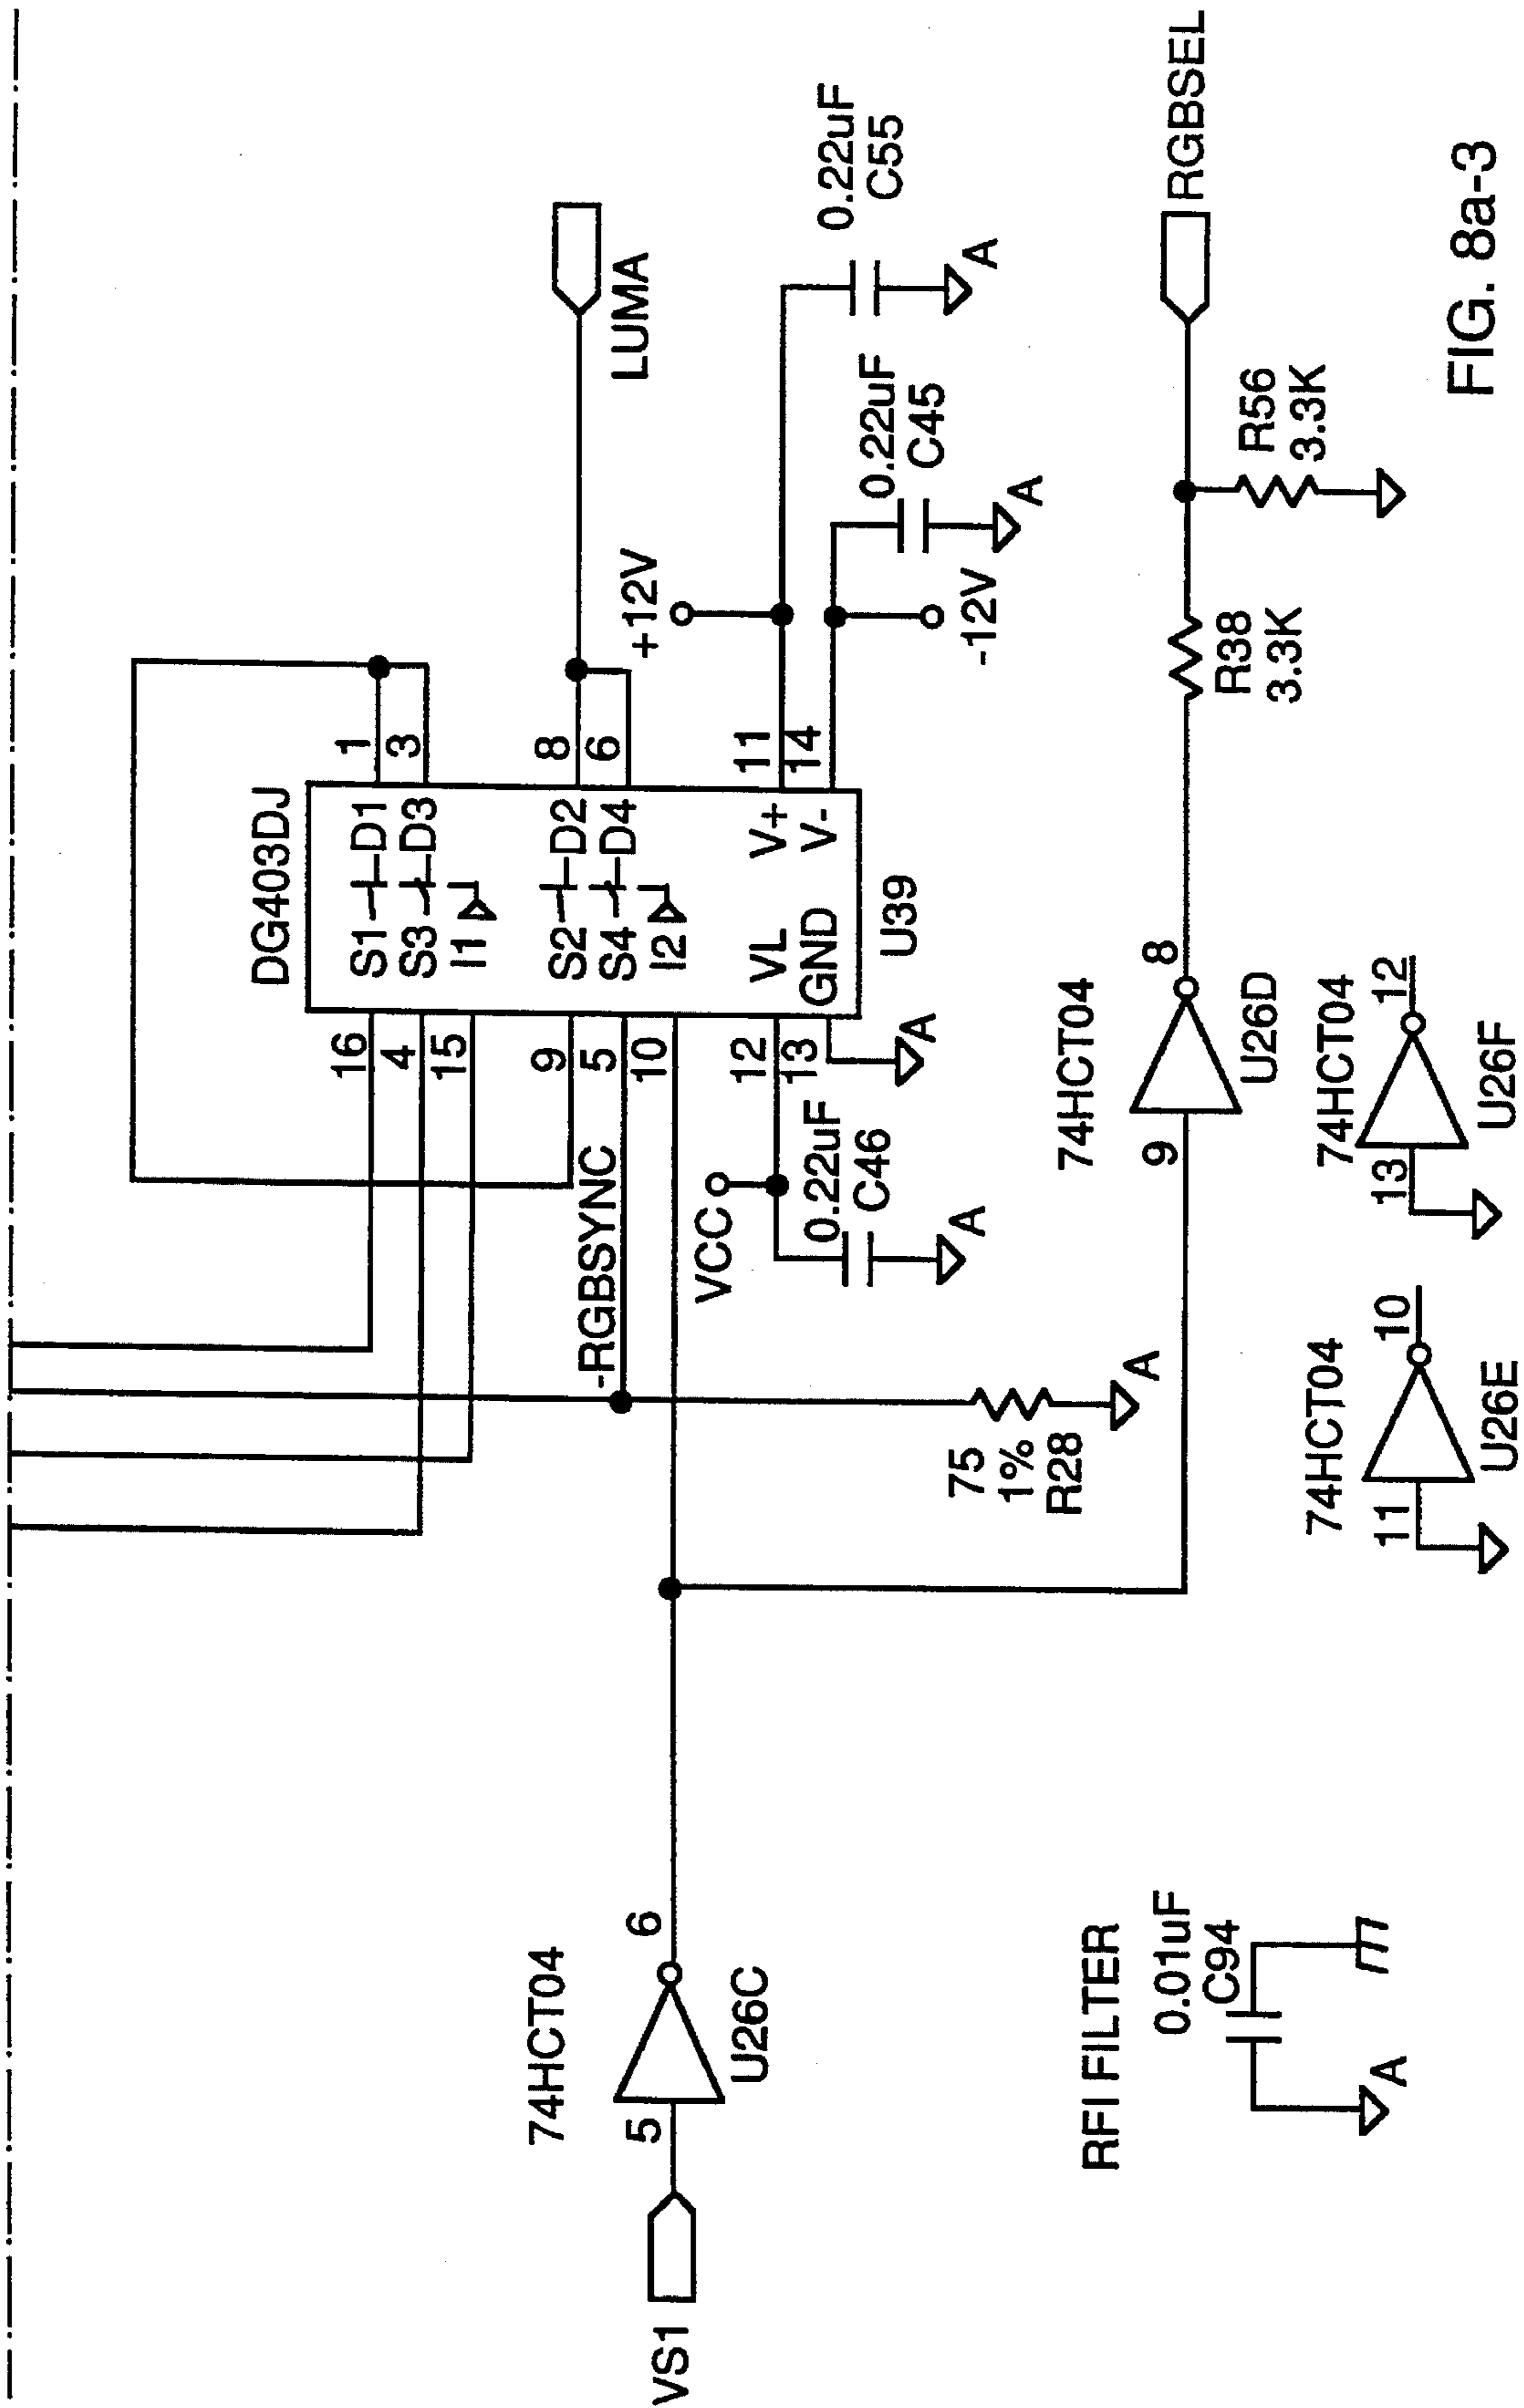 DG403DJ
16
4
15
9
5
10
12
13
S1
D1
S3
D3
I1
S2
D2
S4
D4
I2
VL
V+
GND
V-
1
3
8
6
11
14
U39
LUMA
-RGBSYNC
VCC
0.22uF
C46
A
A
+12V
-12V
0.22uF
C45
A
0.22uF
C55
A
74HCT04
5
6
U26C
VS1
75
1%
R28
A
74HCT04
9
8
U26D
R38
3.3K
R56
3.3K
RGBSEL
RFI FILTER
0.01uF
C94
A
74HCT04
11
10
U26E
74HCT04
13
12
U26F
FIG. 8a-3